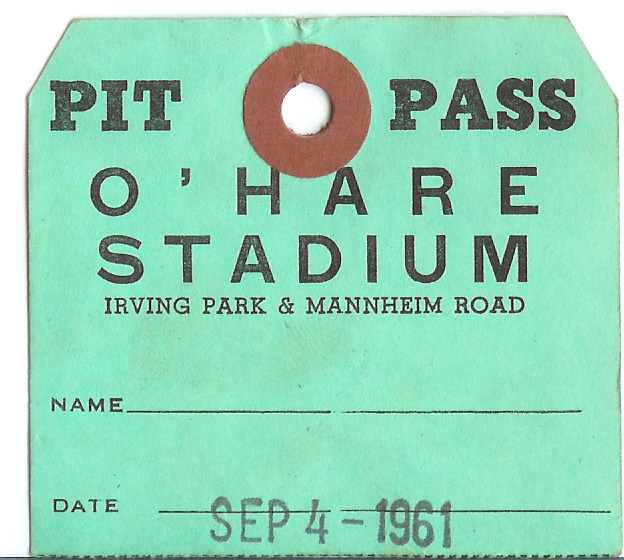 PIT PASS
O'HARE
STADIUM
IRVING PARK & MANNHEIM ROAD
NAME
DATE SEP 4 - 1961